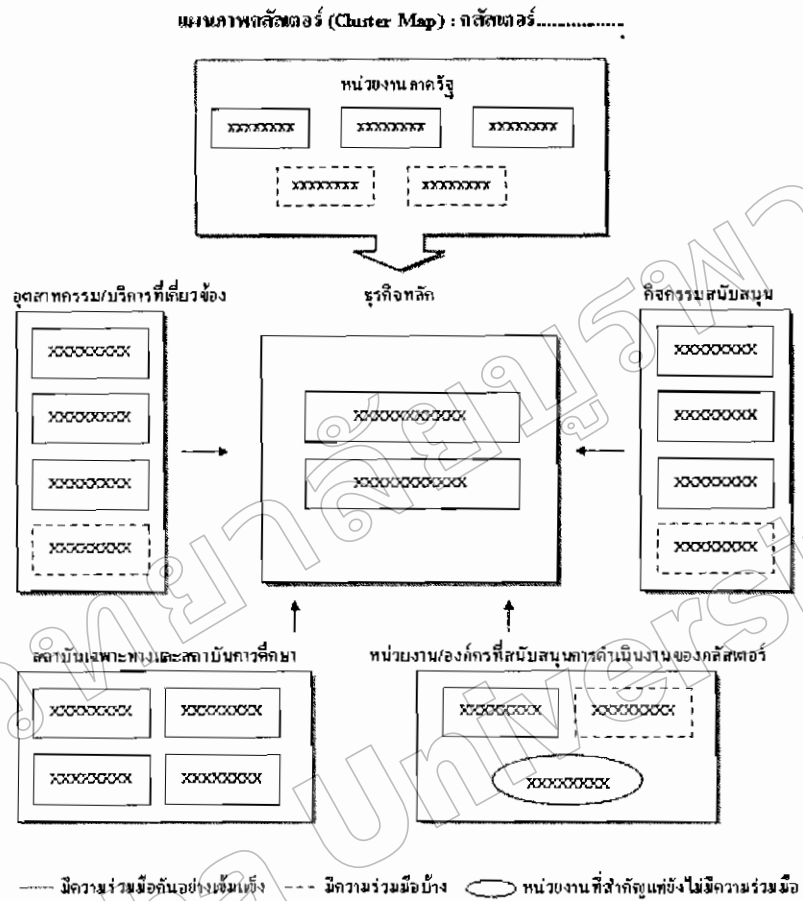 แผนภาพคลัสเตอร์ (Cluster Map) : คลัสเตอร์................
หน่วยงานภาครัฐ
XXXXXXXX XXXXXXXX XXXXXXXX
XXXXXXXX XXXXXXXX
อุตสาหกรรม/บริการที่เกี่ยวข้อง
ธุรกิจหลัก
กิจกรรมสนับสนุน
XXXXXXXX
XXXXXXXX
XXXXXXXX
XXXXXXXX
XXXXXXXXXXX
XXXXXXXXXXX
XXXXXXXX
XXXXXXXX
XXXXXXXX
XXXXXXXX
สถาบันเฉพาะทางและสถาบันการศึกษา
XXXXXXXX XXXXXXXX
XXXXXXXX XXXXXXXX
หน่วยงาน/องค์กรที่สนับสนุนการดำเนินงานของคลัสเตอร์
XXXXXXXX XXXXXXXX
XXXXXXXX
มีความร่วมมือกันอย่างเข้มแข็ง --- มีความร่วมมือบ้าง หน่วยงานที่สำคัญแต่ยังไม่มีความร่วมมือ